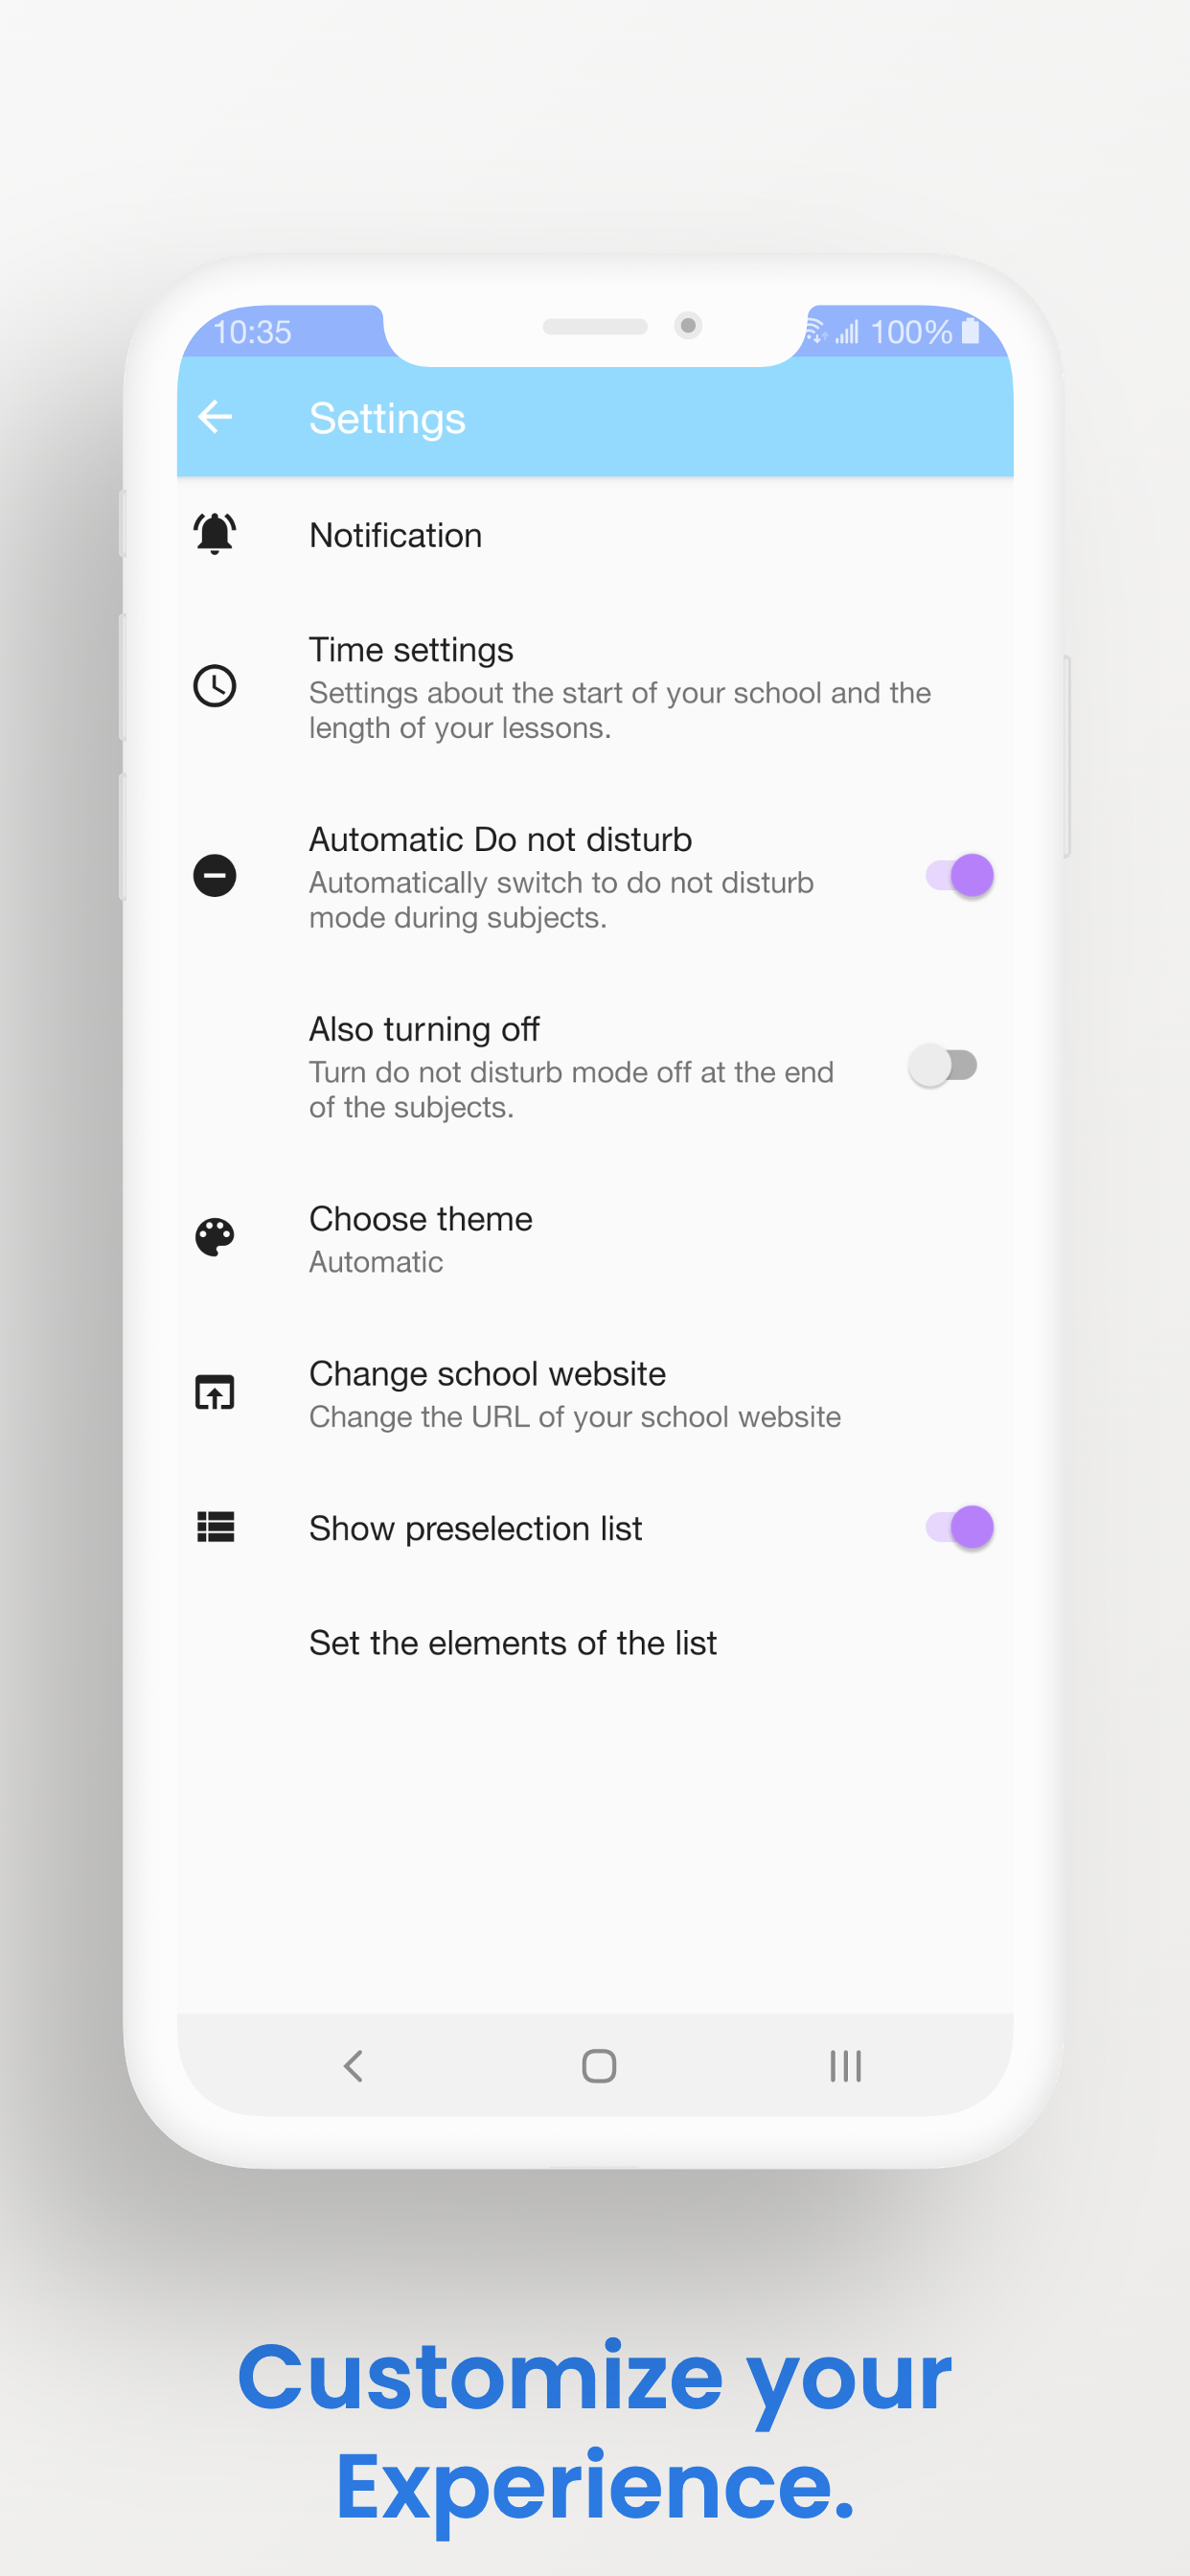 10:35
100%
Settings
Notification
Time settings
Settings about the start of your school and the
length of your lessons.
Automatic Do not disturb
Automatically switch to do not disturb
mode during subjects.
Also turning off
Turn do not disturb mode off at the end
of the subjects.
Choose theme
Automatic
Change school website
Change the URL of your school website
Show preselection list
Set the elements of the list
Customize your
Experience.